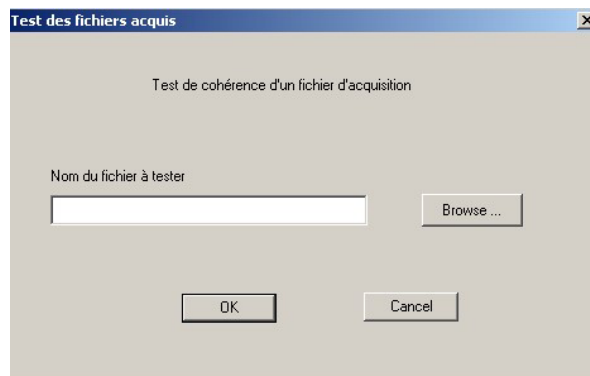 Test des fichiers acquis
Test de cohérence d'un fichier d'acquisition
Nom du fichier à tester
Browse ...
OK
Cancel